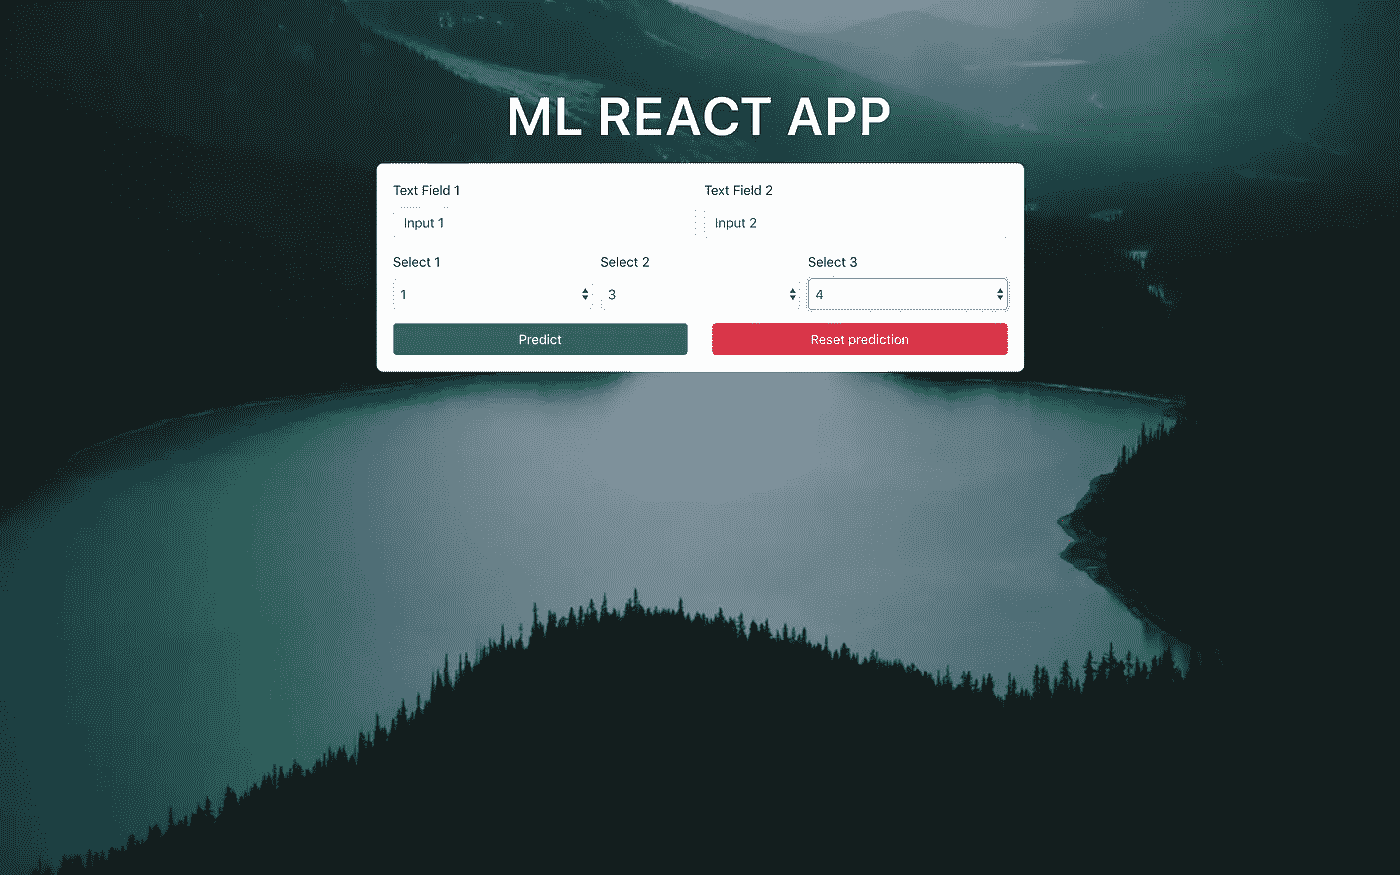 ML REACT APP
Text Field 1 Text Field 2
Input 1 Input 2
Select 1 Select 2 Select 3
1 3 4
Predict Reset prediction